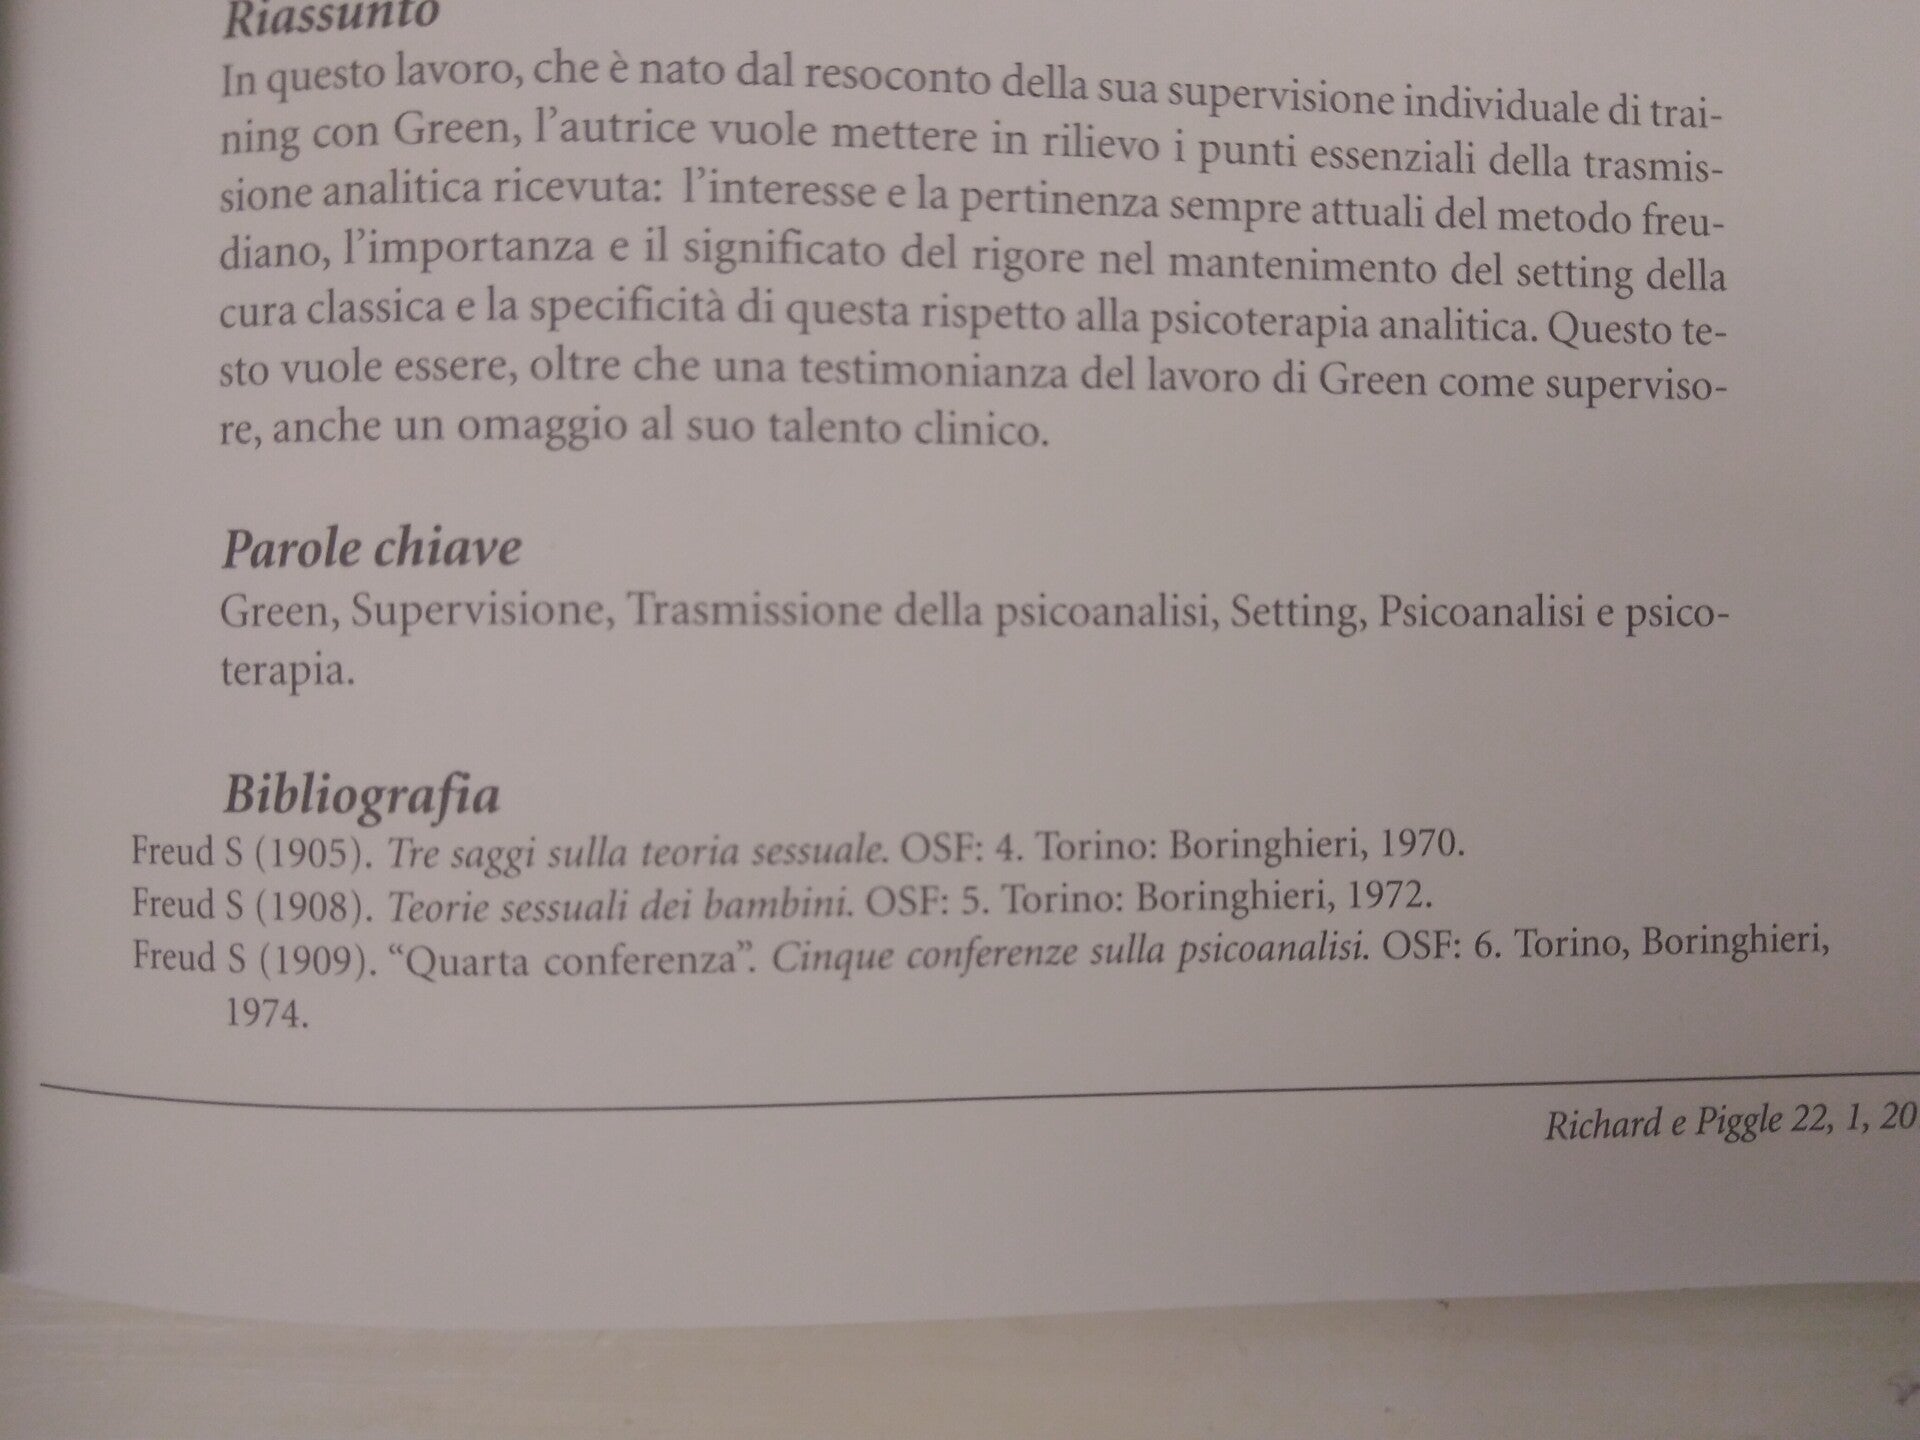 Riassunto
In questo lavoro, che è nato dal resoconto della sua supervisione individuale di trai-
ning con Green, l'autrice vuole mettere in rilievo i punti essenziali della trasmis-
sione analitica ricevuta: l'interesse e la pertinenza sempre attuali del metodo freu-
diano, l'importanza e il significato del rigore nel mantenimento del setting della
cura classica e la specificità di questa rispetto alla psicoterapia analitica. Questo te-
sto vuole essere, oltre che una testimonianza del lavoro di Green come superviso-
re, anche un omaggio al suo talento clinico.
Parole chiave
Green, Supervisione, Trasmissione della psicoanalisi, Setting, Psicoanalisi e psico-
terapia.
Bibliografia
Freud S (1905). Tre saggi sulla teoria sessuale. OSF: 4. Torino: Boringhieri, 1970.
Freud S (1908). Teorie sessuali dei bambini. OSF: 5. Torino: Boringhieri, 1972.
Freud S (1909). “Quarta conferenza”. Cinque conferenze sulla psicoanalisi. OSF: 6. Torino, Boringhieri,
1974.
Richard e Piggle 22, 1, 20